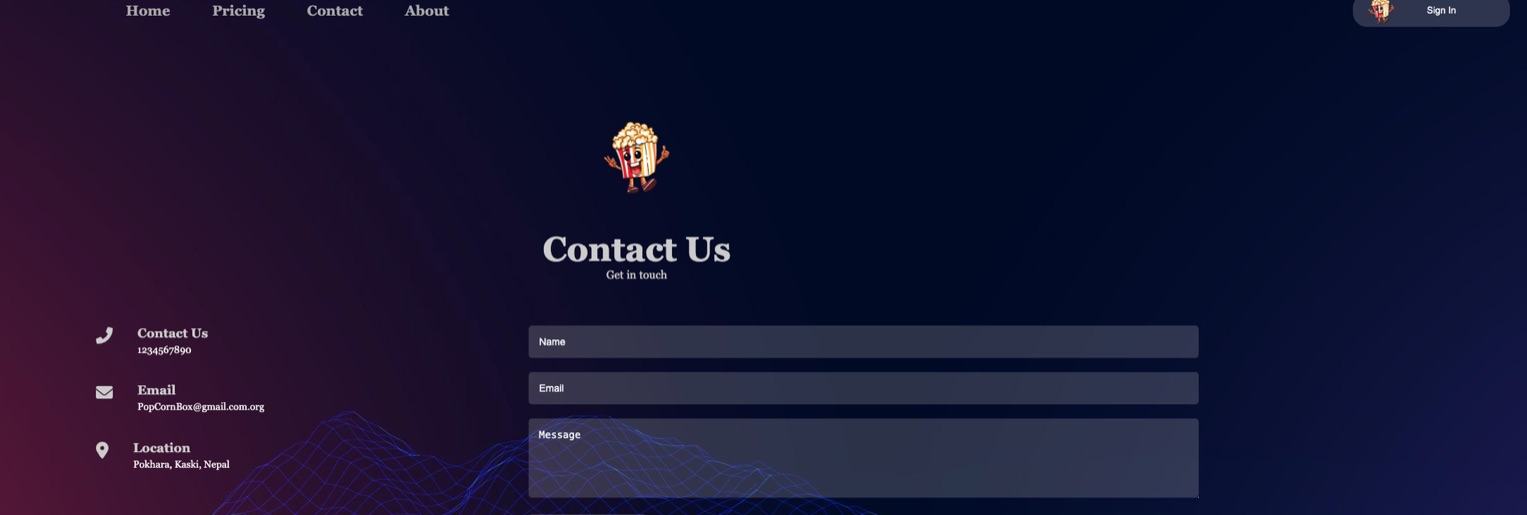 Home Pricing Contact About Sign In
Contact Us
Get in touch
Contact Us
1234567890
Email
PopCornBox@gmail.com.org
Location
Pokhara, Kaski, Nepal
Name
Email
Message